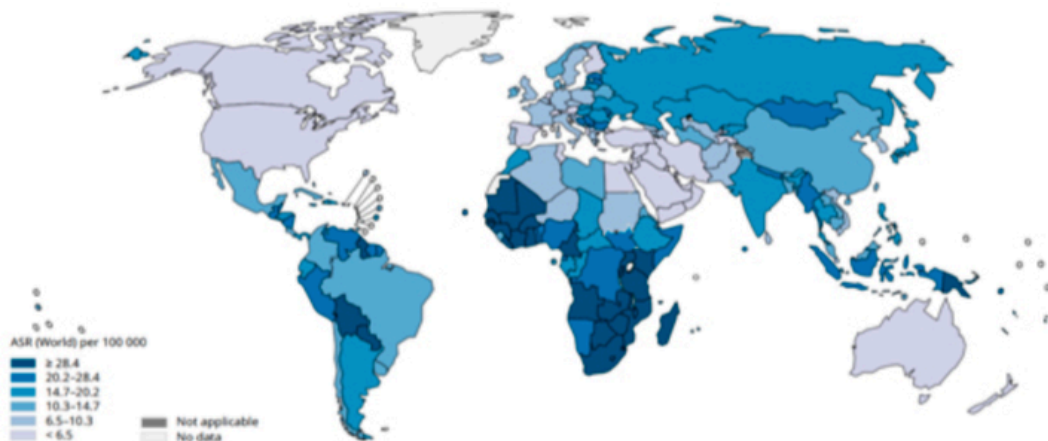 ASR (World) per 100 000
≥ 28.4
20.2–28.4
14.7–20.2
10.3–14.7
6.5–10.3
< 6.5
Not applicable
No data